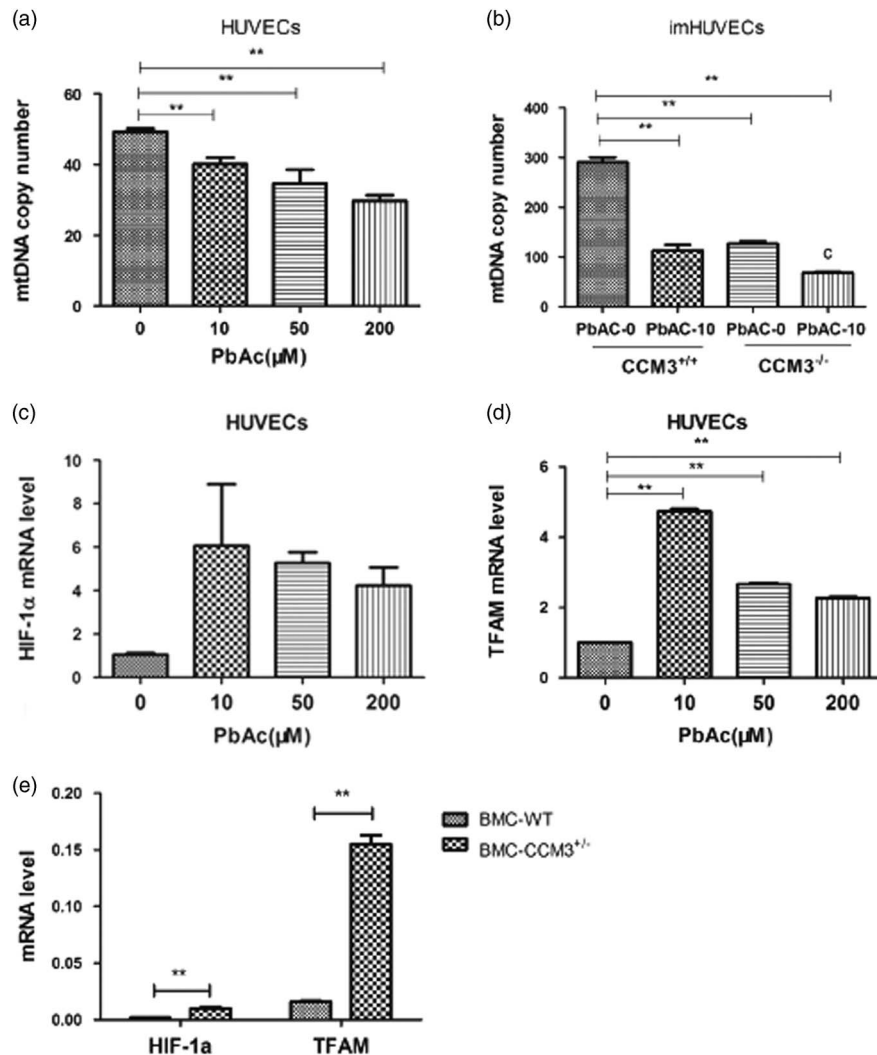 (a)
HUVECs
**
**
**
60
40
20
0
mtDNA copy number
0 10 50 200
PbAc(µM)
(b)
imHUVECs
**
**
**
400
300
200
100
0
mtDNA copy number
C
PbAC-0 PbAC-10 PbAC-0 PbAC-10
CCM3+/+ CCM3-/-
(c)
HUVECs
10
8
6
4
2
0
HIF-1α mRNA level
0 10 50 200
PbAc(µM)
(d)
HUVECs
**
**
**
6
4
2
0
TFAM mRNA level
0 10 50 200
PbAc(µM)
(e)
0.20
0.15
0.10
0.05
0.00
mRNA level
**
**
HIF-1a TFAM
BMC-WT
BMC-CCM3+/-